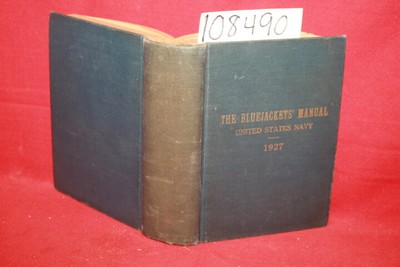 108490
THE BLUEJACKETS' MANUAL
UNITED STATES NAVY
1927